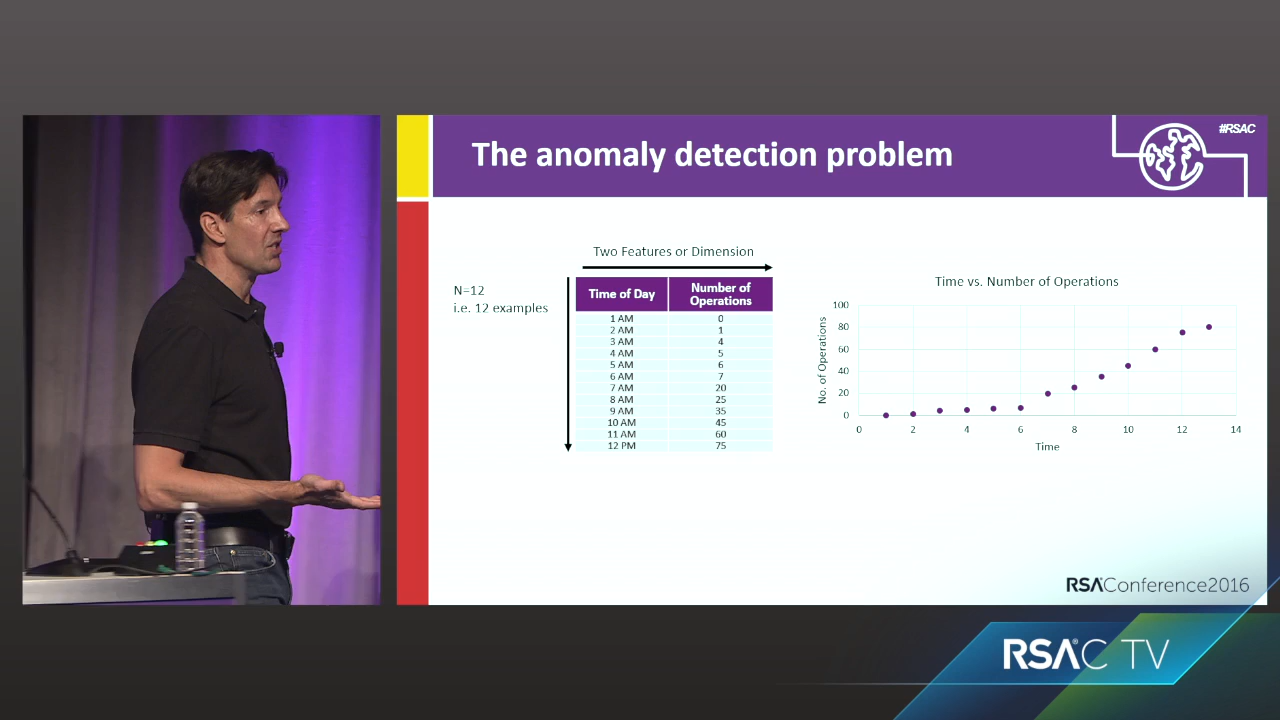 The anomaly detection problem
#RSAC
Two Features or Dimension
N=12
i.e. 12 examples
Time of Day Number of Operations
1 AM 0
2 AM 1
3 AM 4
4 AM 5
5 AM 6
6 AM 7
7 AM 20
8 AM 25
9 AM 35
10 AM 45
11 AM 60
12 PM 75
Time vs. Number of Operations
No. of Operations
100
80
60
40
20
0
0 2 4 6 8 10 12 14
Time
RSAConference2016
RSAC TV